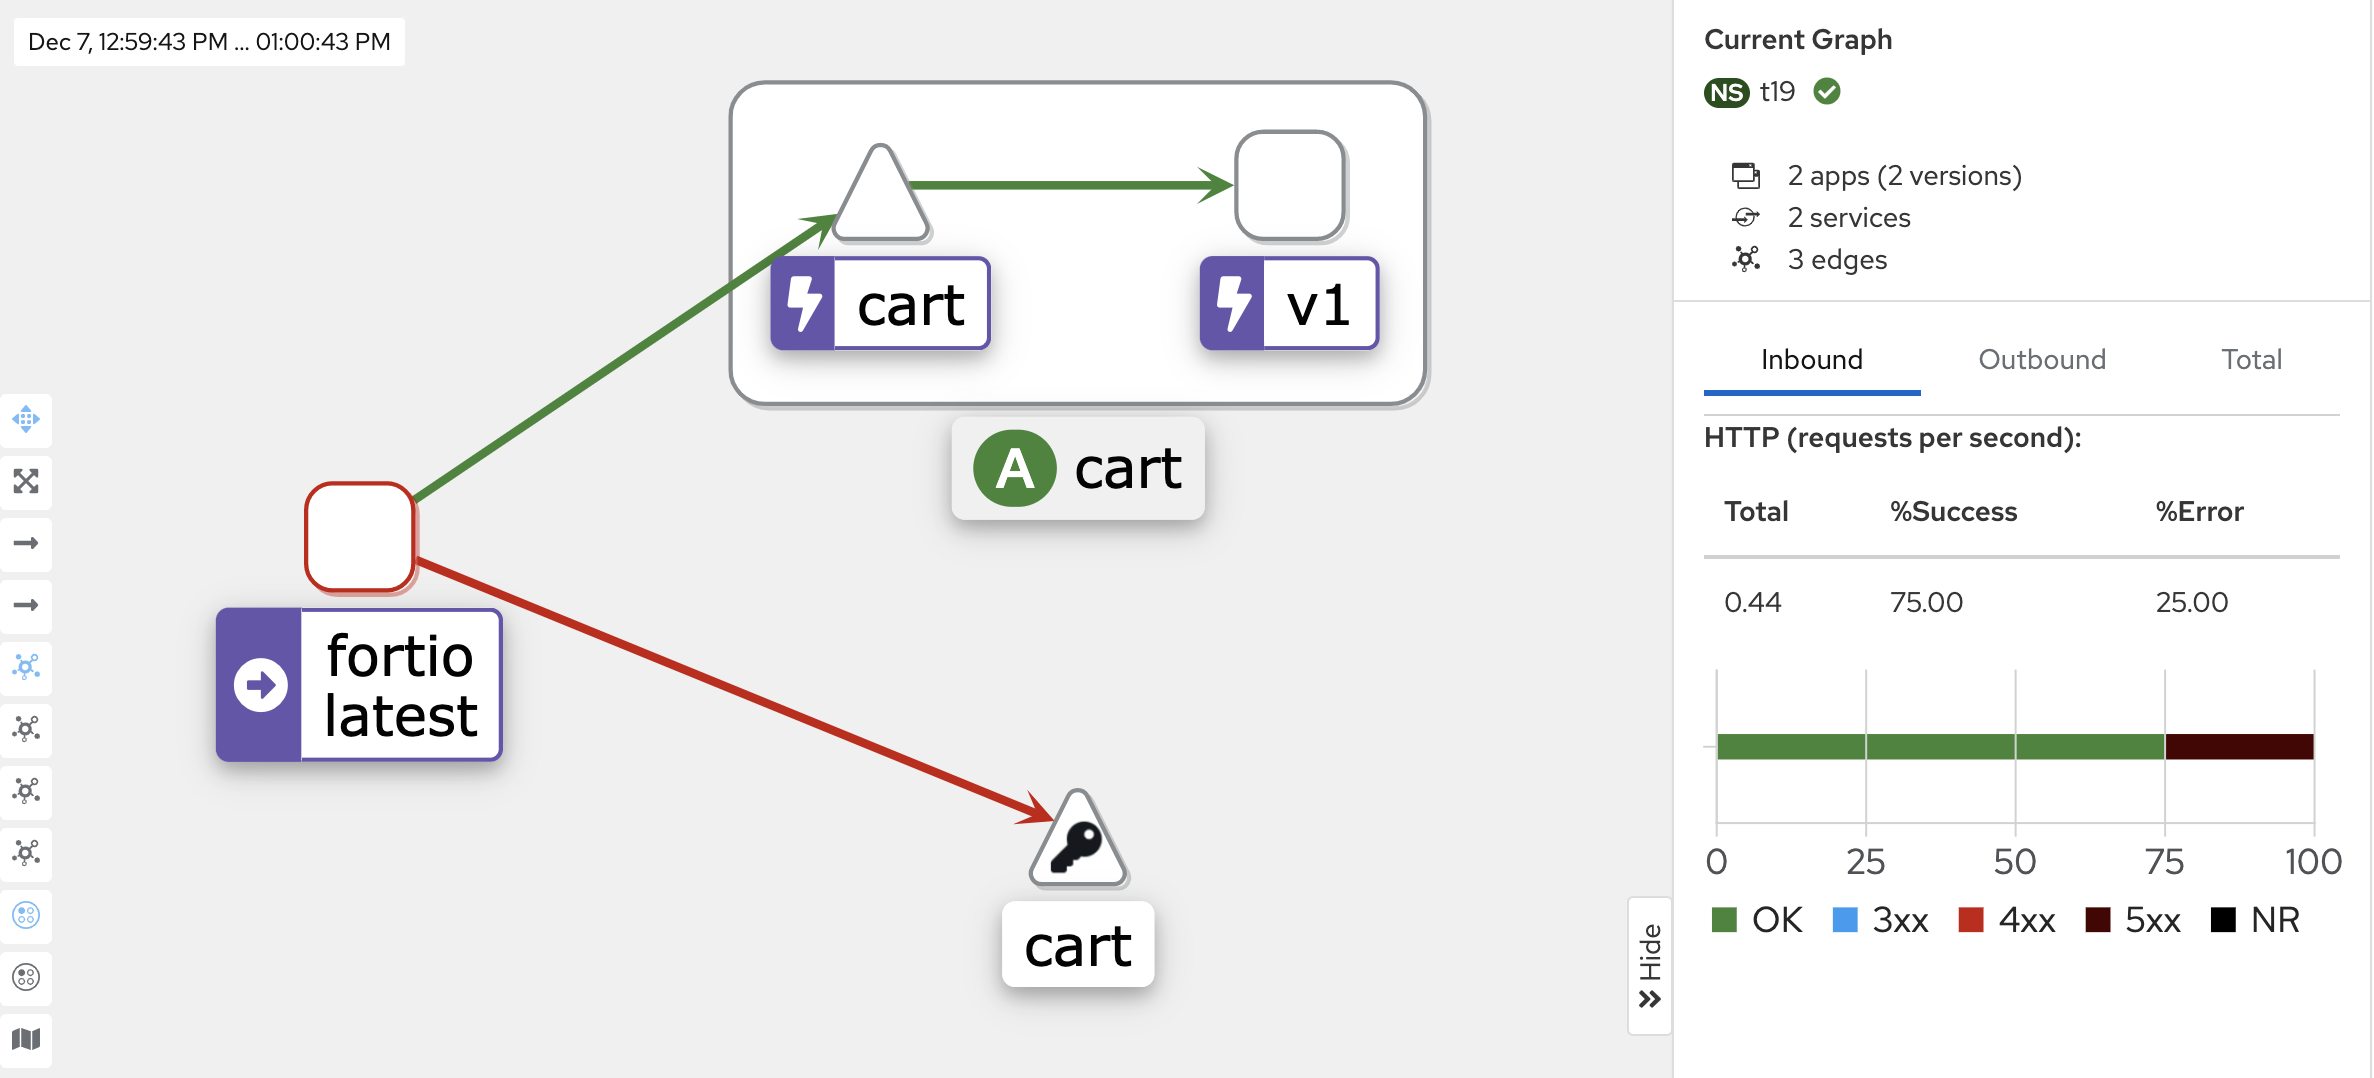 Dec 7, 12:59:43 PM ... 01:00:43 PM
cart
v1
A cart
fortio
latest
cart
Hide
Current Graph
NS t19
2 apps (2 versions)
2 services
3 edges
Inbound Outbound Total
HTTP (requests per second):
Total %Success %Error
0.44 75.00 25.00
0 25 50 75 100
OK 3xx 4xx 5xx NR